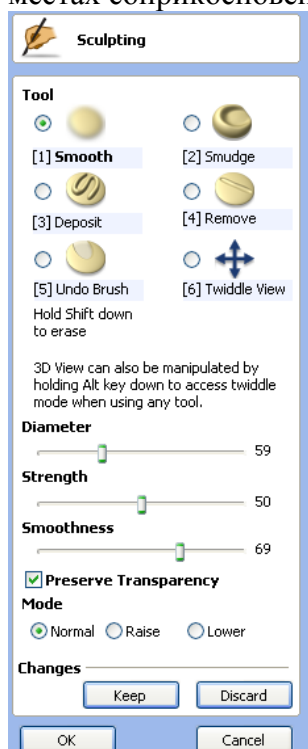 местах соприкосновен
Sculpting
Tool
[1] Smooth
[2] Smudge
[3] Deposit
[4] Remove
[5] Undo Brush
[6] Twiddle View
Hold Shift down
to erase
3D View can also be manipulated by
holding Alt key down to access twiddle
mode when using any tool.
Diameter
59
Strength
50
Smoothness
69
Preserve Transparency
Mode
Normal Raise Lower
Changes
Keep Discard
OK Cancel